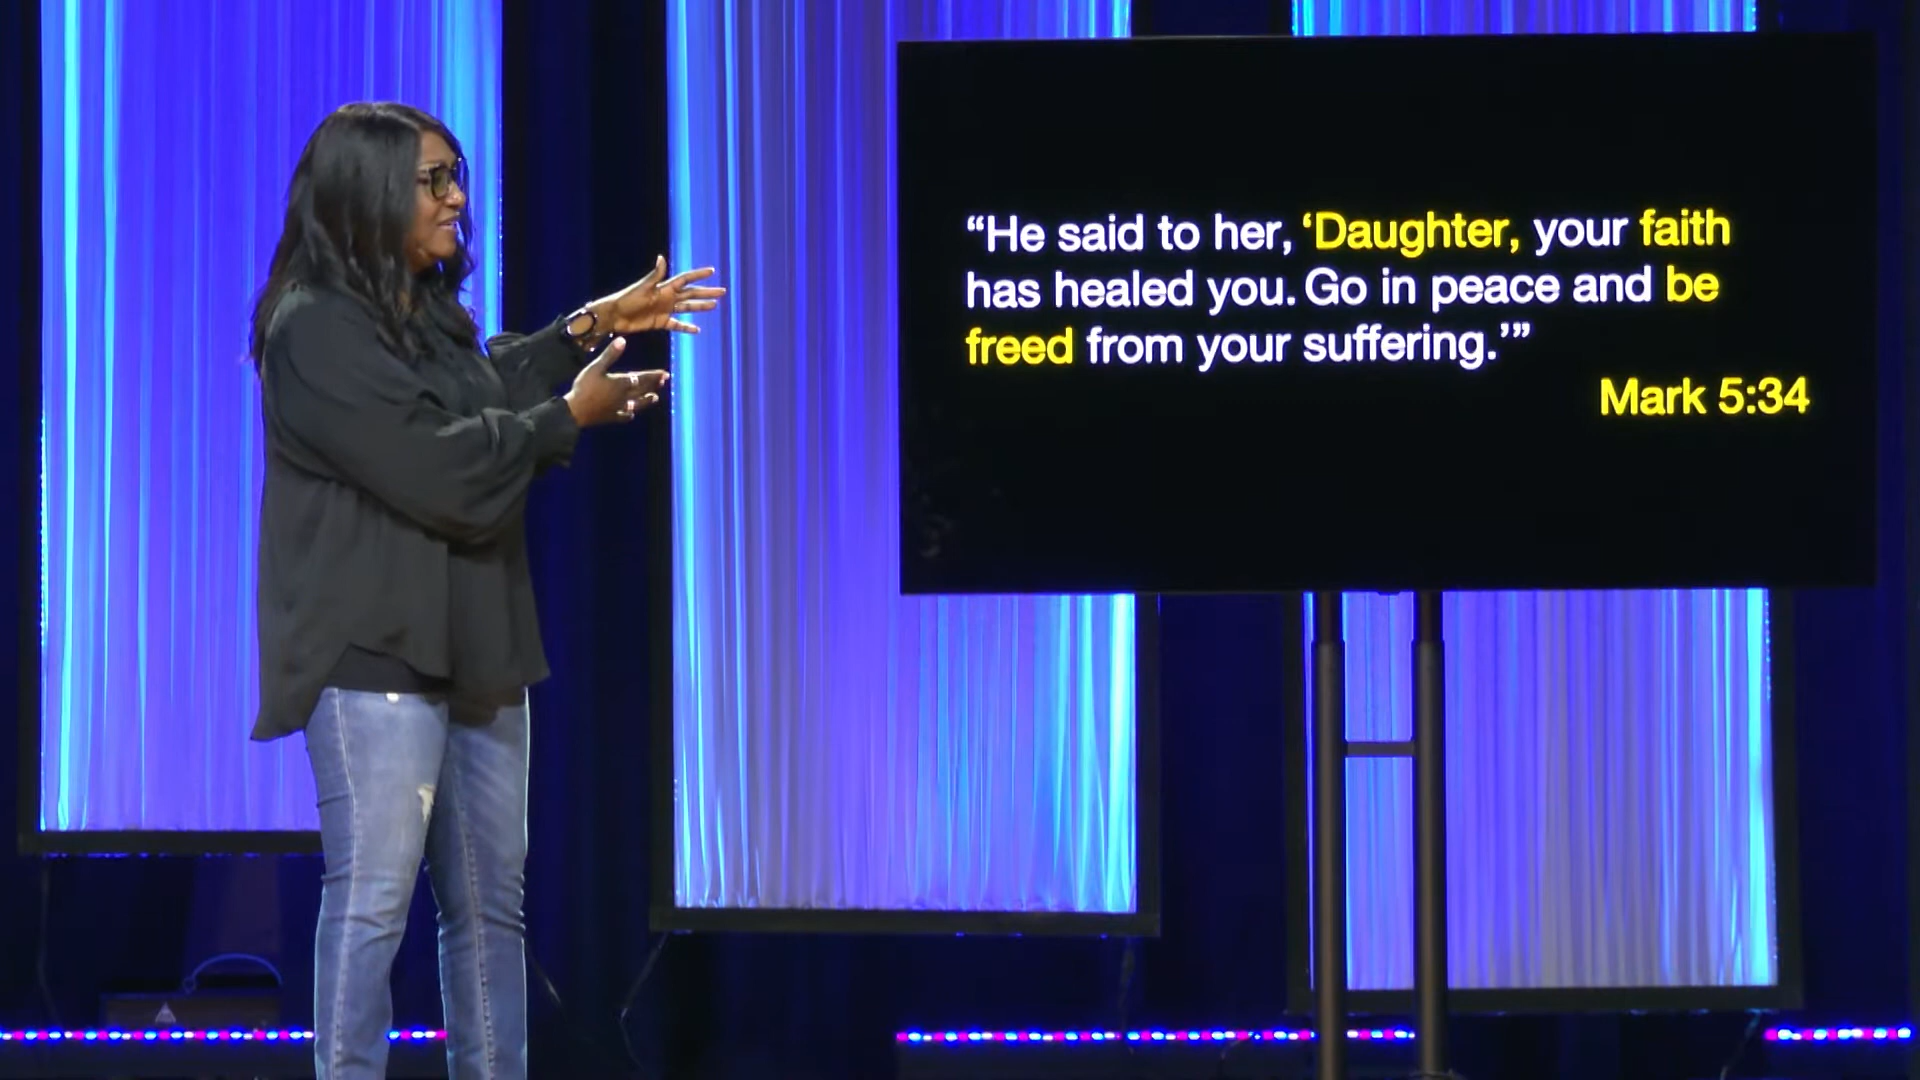 “He said to her, ‘Daughter, your faith
has healed you. Go in peace and be
freed from your suffering.’”
Mark 5:34